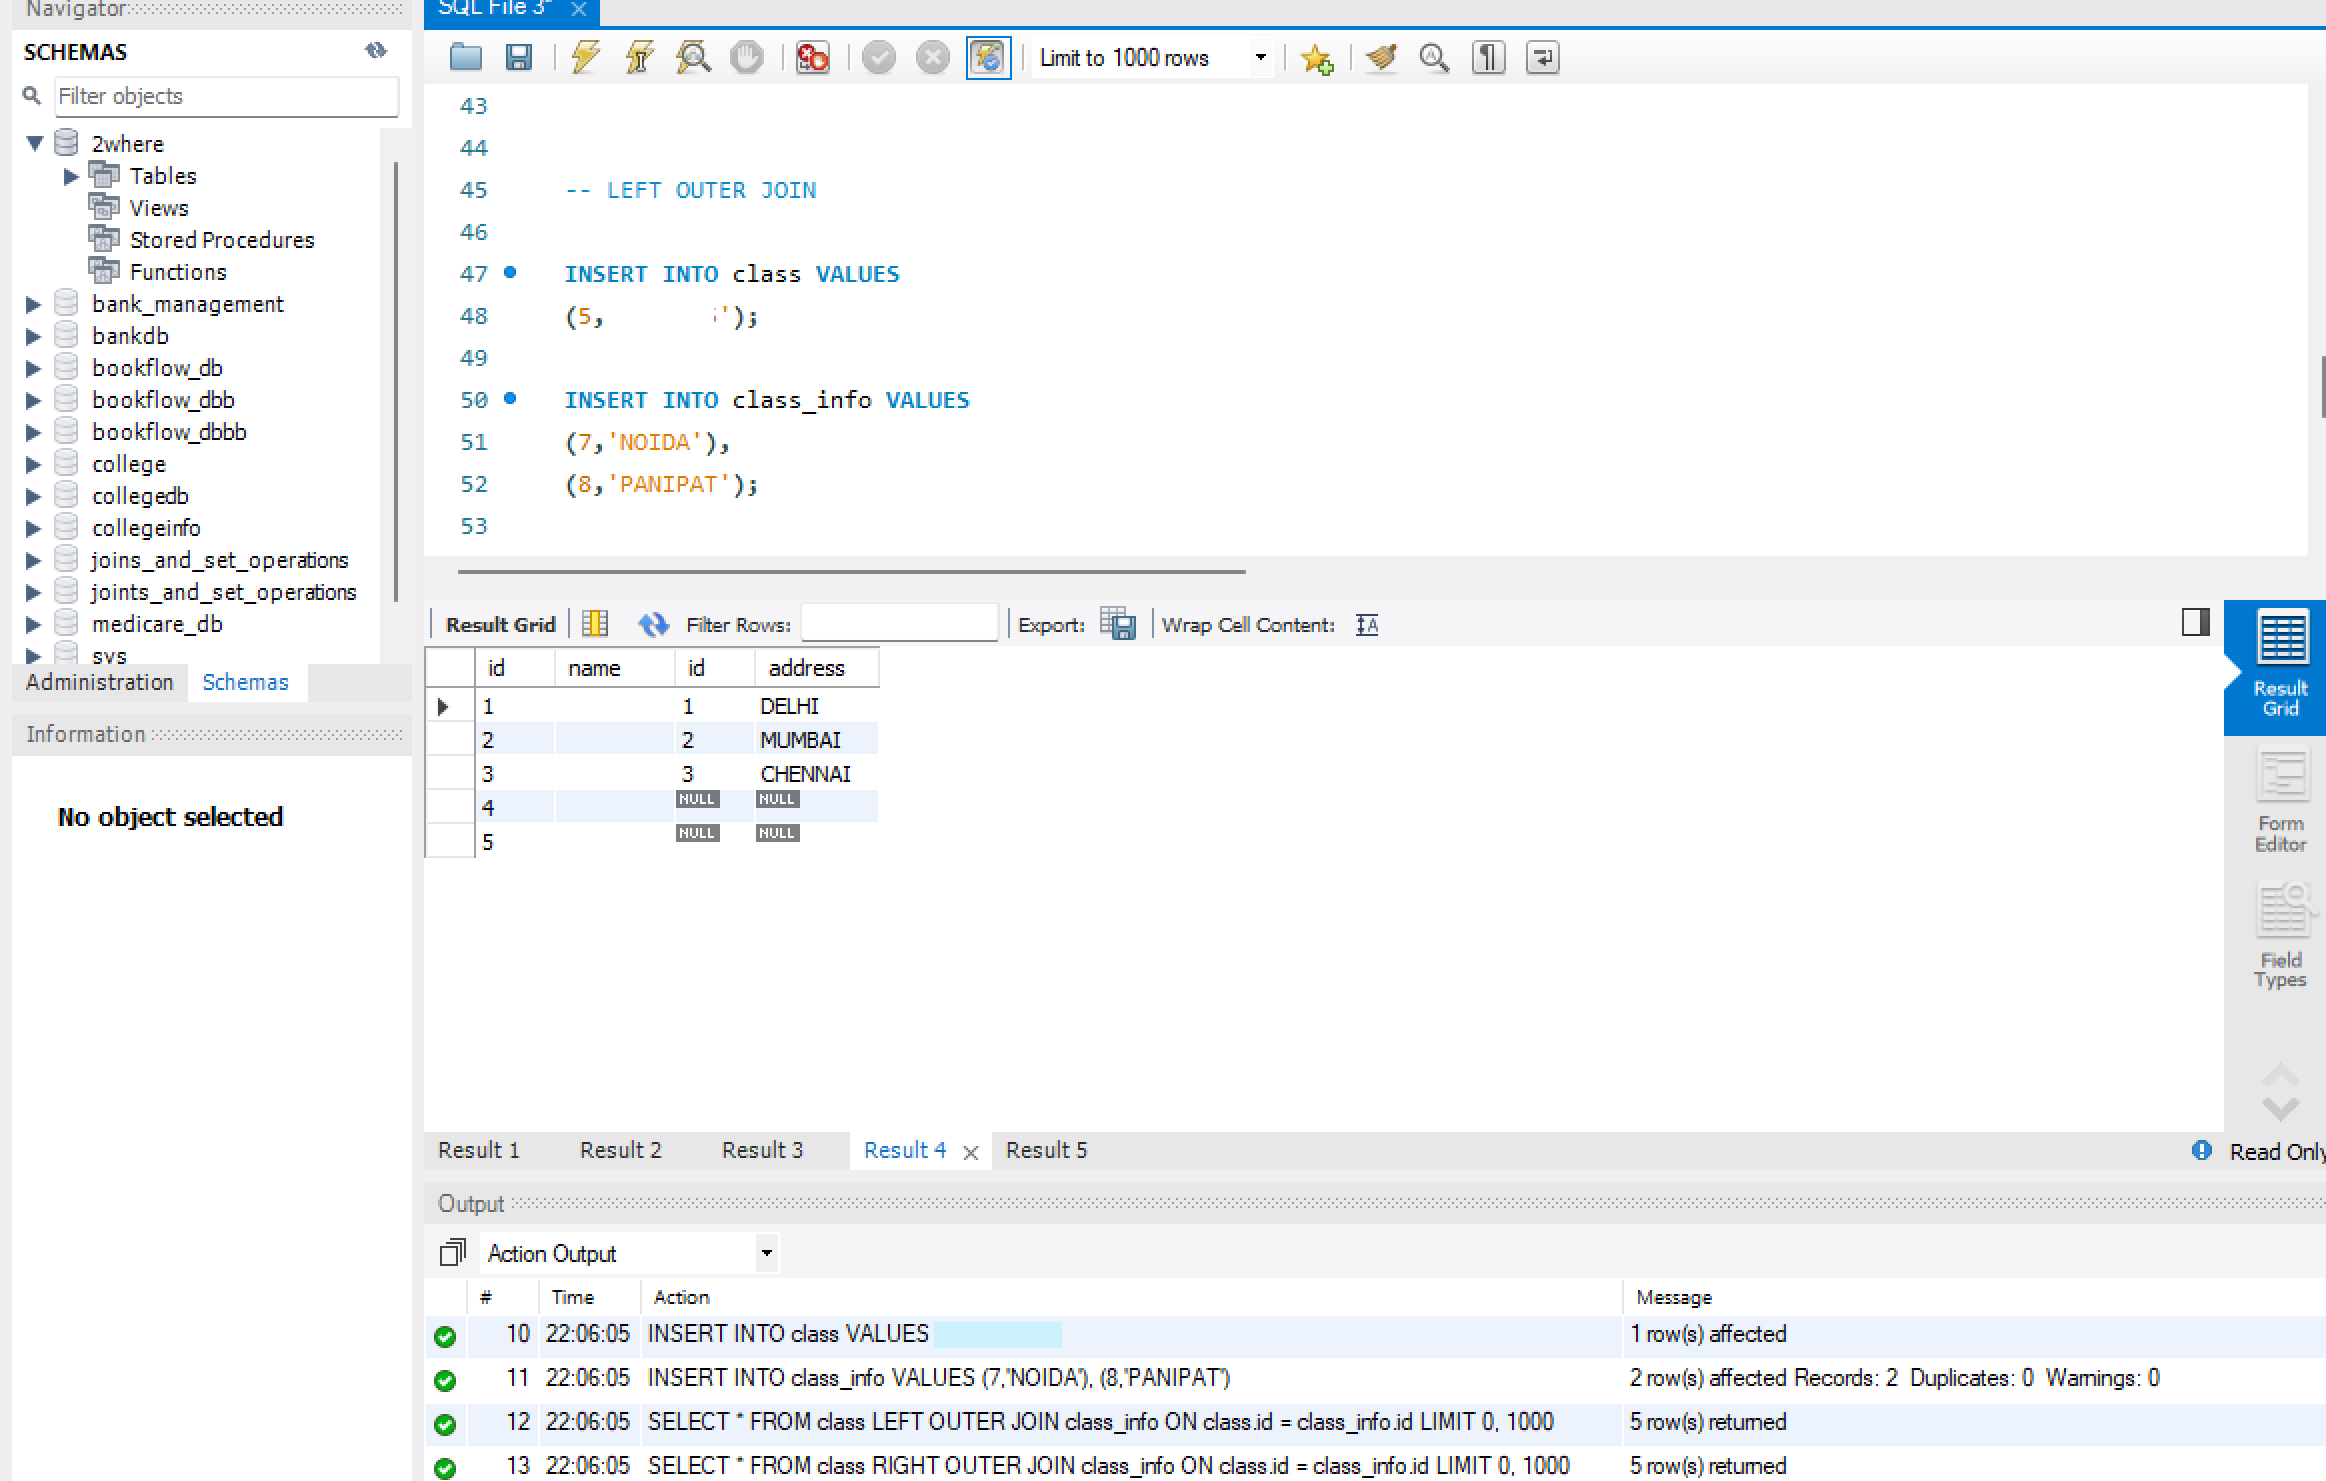 Navigator
SCHEMAS
Filter objects
2where
Tables
Views
Stored Procedures
Functions
bank_management
bankdb
bookflow_db
bookflow_dbb
bookflow_dbbb
college
collegedb
collegeinfo
joins_and_set_operations
joints_and_set_operations
medicare_db
sys
Administration Schemas
Information
No object selected
SQL File 3*
Limit to 1000 rows
43
44
45 -- LEFT OUTER JOIN
46
47 INSERT INTO class VALUES
48 (5, ');
49
50 INSERT INTO class_info VALUES
51 (7,'NOIDA'),
52 (8,'PANIPAT');
53
Result Grid Filter Rows: Export: Wrap Cell Content:
id name id address
1 1 DELHI
2 2 MUMBAI
3 3 CHENNAI
4 NULL NULL
5 NULL NULL
Result Grid
Form Editor
Field Types
Result 1 Result 2 Result 3 Result 4 Result 5 Read Only
Output
Action Output
# Time Action Message
10 22:06:05 INSERT INTO class VALUES 1 row(s) affected
11 22:06:05 INSERT INTO class_info VALUES (7,'NOIDA'), (8,'PANIPAT') 2 row(s) affected Records: 2 Duplicates: 0 Warnings: 0
12 22:06:05 SELECT * FROM class LEFT OUTER JOIN class_info ON class.id = class_info.id LIMIT 0, 1000 5 row(s) returned
13 22:06:05 SELECT * FROM class RIGHT OUTER JOIN class_info ON class.id = class_info.id LIMIT 0, 1000 5 row(s) returned